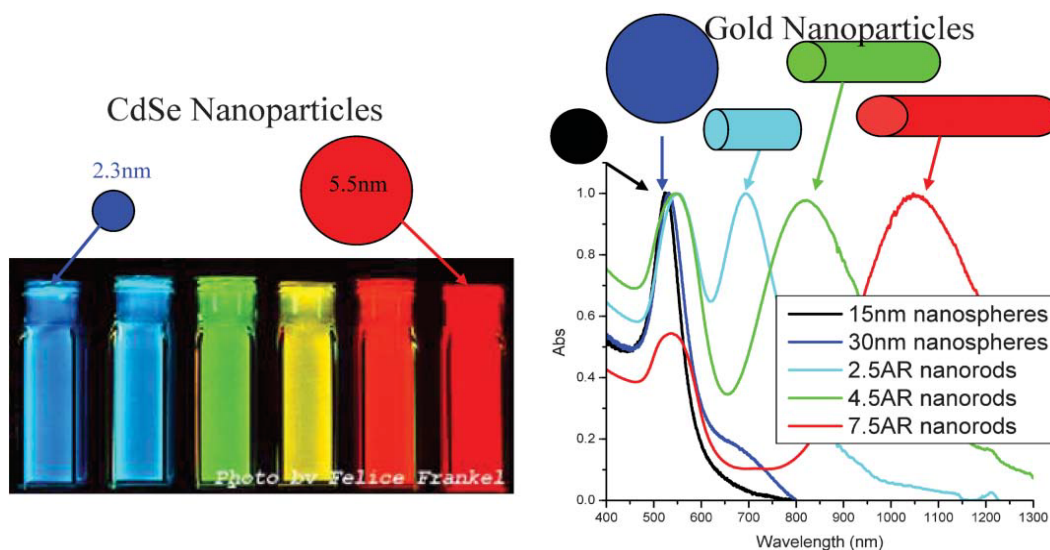 CdSe Nanoparticles
2.3nm
5.5nm
Photo by Felice Frankel
Gold Nanoparticles
1.0
0.8
0.6
0.4
0.2
0.0
Abs
15nm nanospheres
30nm nanospheres
2.5AR nanorods
4.5AR nanorods
7.5AR nanorods
400 500 600 700 800 900 1000 1100 1200 1300
Wavelength (nm)